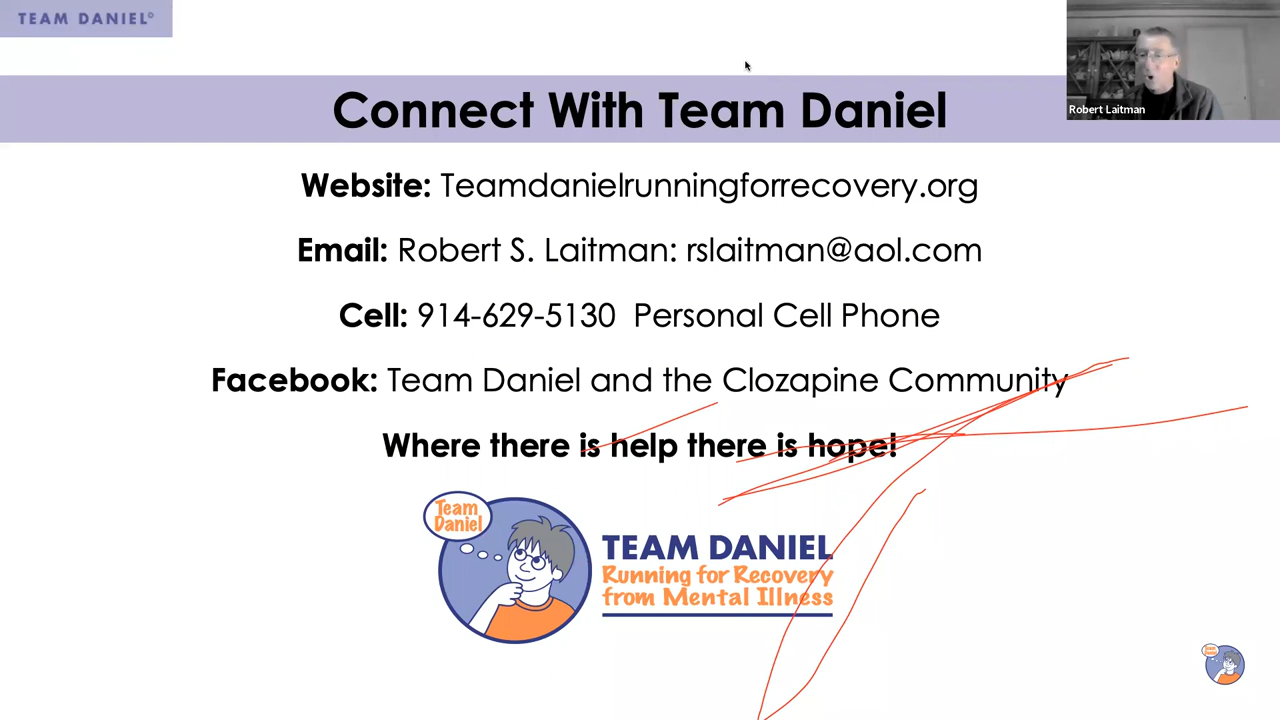 TEAM DANIEL©
Robert Laitman
Connect With Team Daniel
Website: Teamdanielrunningforrecovery.org
Email: Robert S. Laitman: rslaitman@aol.com
Cell: 914-629-5130 Personal Cell Phone
Facebook: Team Daniel and the Clozapine Community
Where there is help there is hope!
Team
Daniel
TEAM DANIEL
Running for Recovery
from Mental Illness